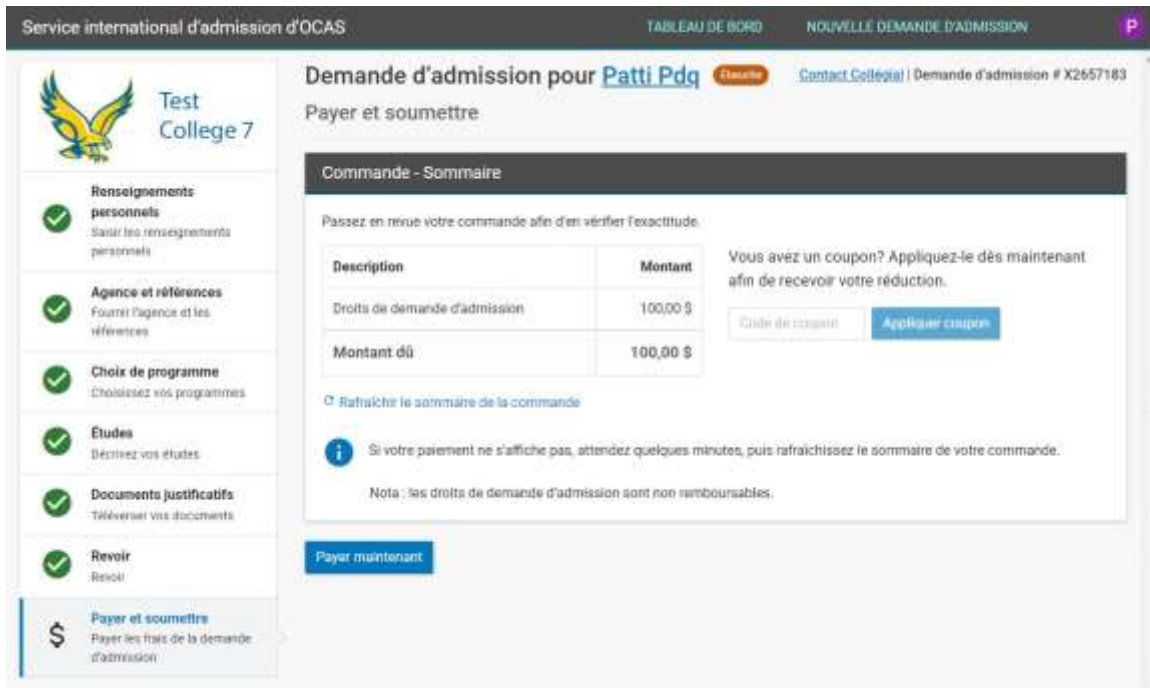 Service international d'admission d'OCAS
TABLEAU DE BORD
NOUVELLE DEMANDE D'ADMISSION
P
Test
College 7
Demande d'admission pour Patti Pdq
Ébauche
Contact Collégial | Demande d'admission # X2657183
Payer et soumettre
Renseignements
personnels
Saisir les renseignements
personnels
Agence et références
Fournir l'agence et les
références
Choix de programme
Choisissez vos programmes
Études
Décrivez vos études
Documents justificatifs
Téléverser vos documents
Revoir
Revoir
$
Payer et soumettre
Payer les frais de la demande
d'admission
Commande - Sommaire
Passez en revue votre commande afin d'en vérifier l'exactitude.
Description Montant
Droits de demande d'admission 100,00 $
Montant dû 100,00 $
Vous avez un coupon? Appliquez-le dès maintenant
afin de recevoir votre réduction.
Code de coupon
Appliquer coupon
Rafraîchir le sommaire de la commande
Si votre paiement ne s'affiche pas, attendez quelques minutes, puis rafraîchissez le sommaire de votre commande.
Nota : les droits de demande d'admission sont non remboursables.
Payer maintenant